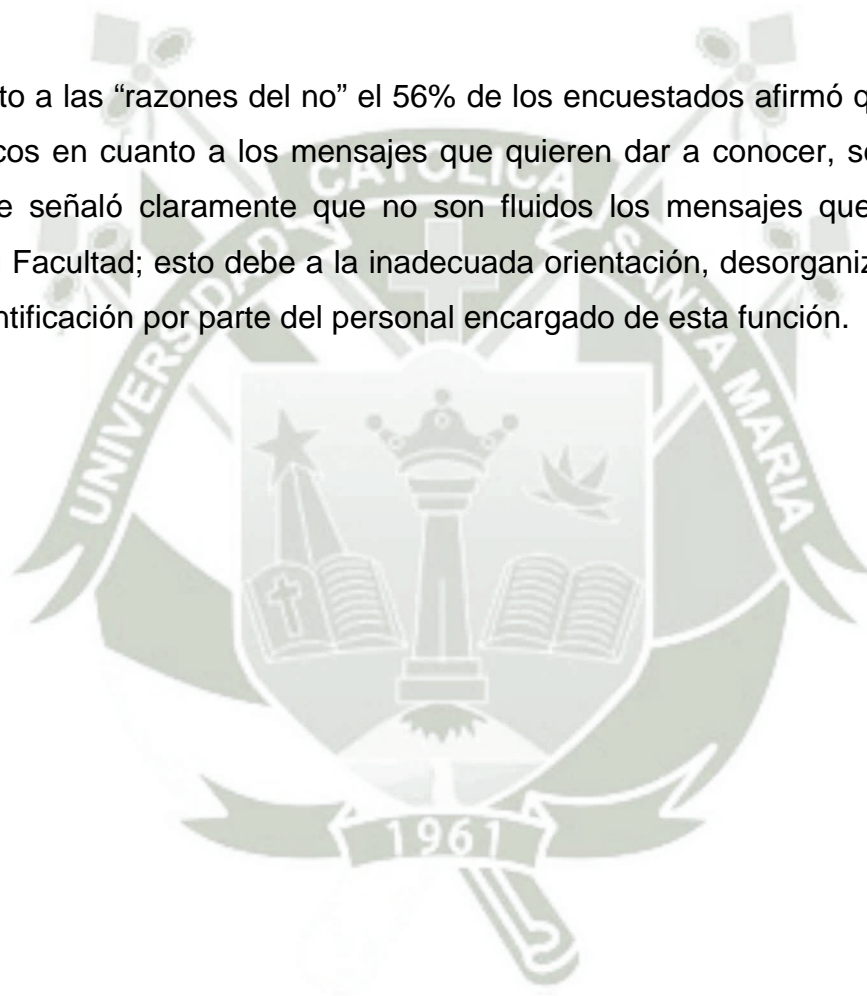 to a las “razones del no” el 56% de los encuestados afirmó q
cos en cuanto a los mensajes que quieren dar a conocer, s
e señaló claramente que no son fluidos los mensajes que
Facultad; esto debe a la inadecuada orientación, desorganiz
ntificación por parte del personal encargado de esta función.
UNIVERSIDAD CATOLICA SANTA MARIA
1961